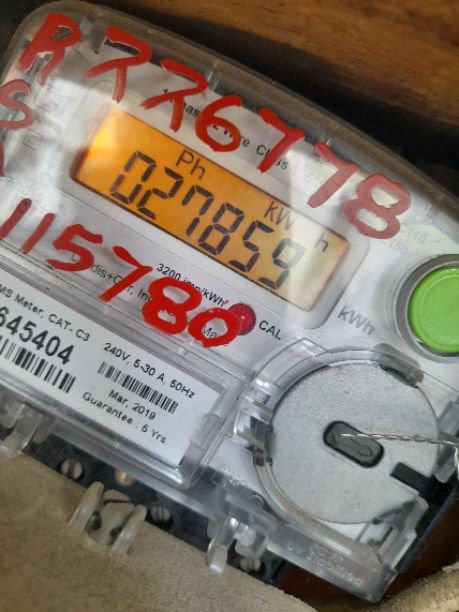 R 226778
S
Ph
kW h
027859
3200 imp/kWh
CAL
kWh
115780
MS Meter, CAT- C3
645404
240V, 5-30 A, 50Hz
Mar, 2019
Guarantee : 5 Yrs